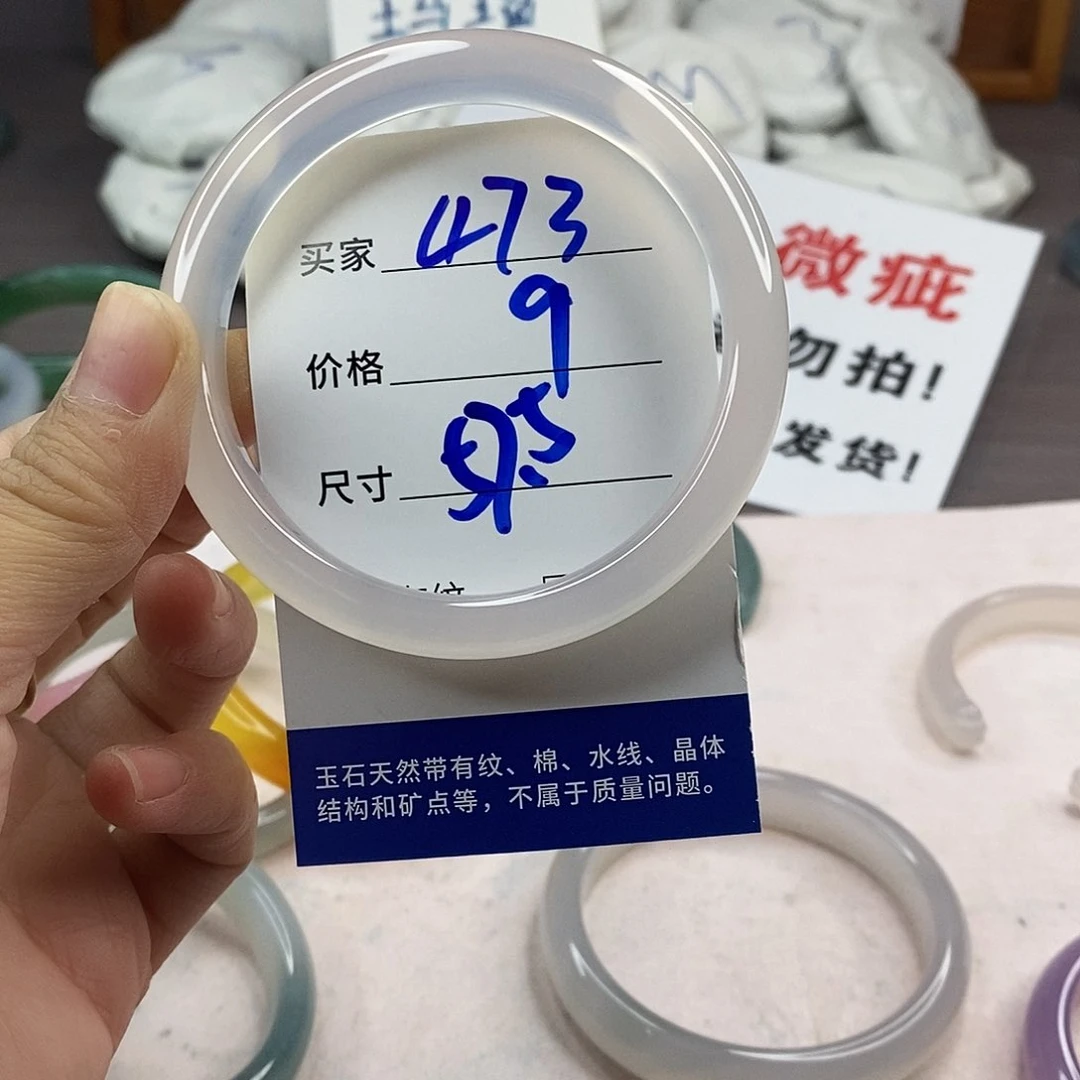 买家 473
价格 9
尺寸
微疵
勿拍！
发货！
玉石天然带有纹、棉、水线、晶体
结构和矿点等，不属于质量问题。